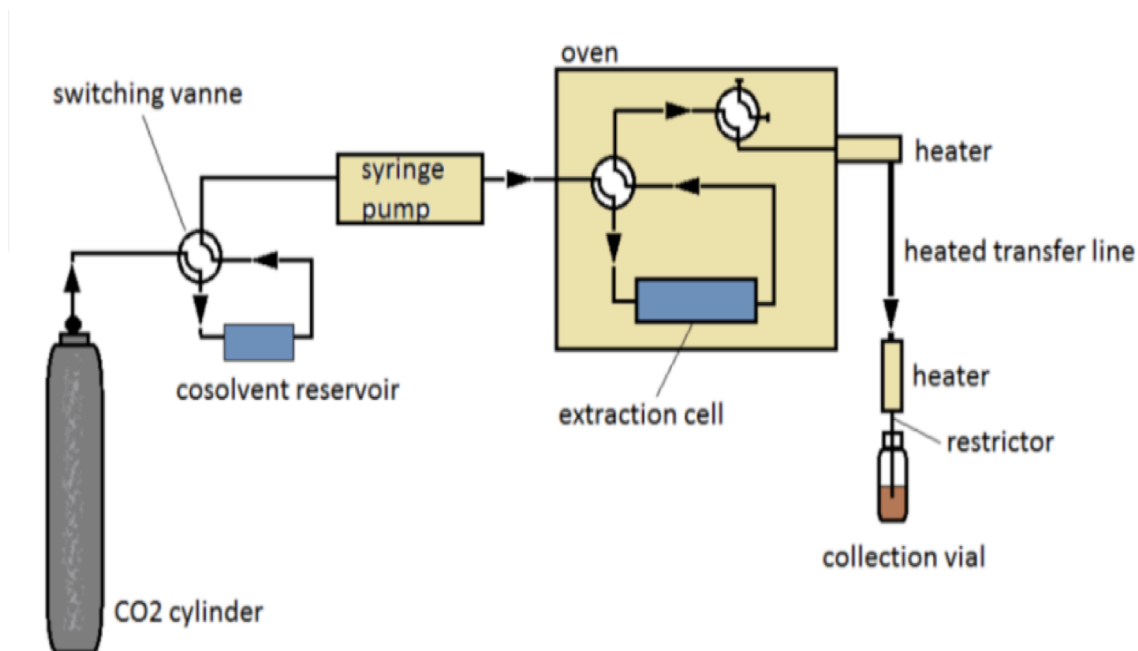 oven
switching vanne
syringe
pump
heater
heated transfer line
cosolvent reservoir
extraction cell
heater
restrictor
collection vial
CO2 cylinder